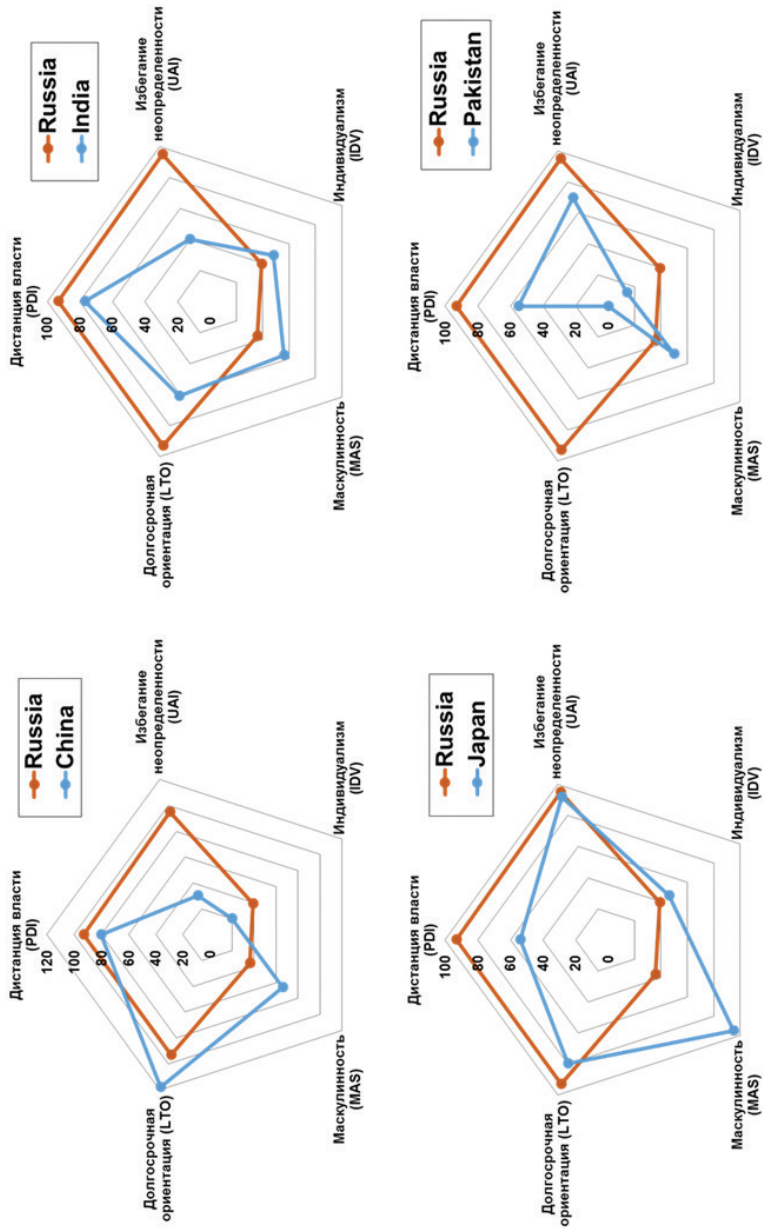 Дистанция власти
(PDI)
Russia
China
120
100
80
60
40
20
0
Долгосрочная
ориентация (LTO)
Избегание
неопределенности
(UAI)
Маскулинность
(MAS)
Индивидуализм
(IDV)
Дистанция власти
(PDI)
Russia
India
100
80
60
40
20
0
Долгосрочная
ориентация (LTO)
Избегание
неопределенности
(UAI)
Маскулинность
(MAS)
Индивидуализм
(IDV)
Дистанция власти
(PDI)
Russia
Japan
100
80
60
40
20
0
Долгосрочная
ориентация (LTO)
Избегание
неопределенности
(UAI)
Маскулинность
(MAS)
Индивидуализм
(IDV)
Дистанция власти
(PDI)
Russia
Pakistan
100
80
60
40
20
0
Долгосрочная
ориентация (LTO)
Избегание
неопределенности
(UAI)
Маскулинность
(MAS)
Индивидуализм
(IDV)